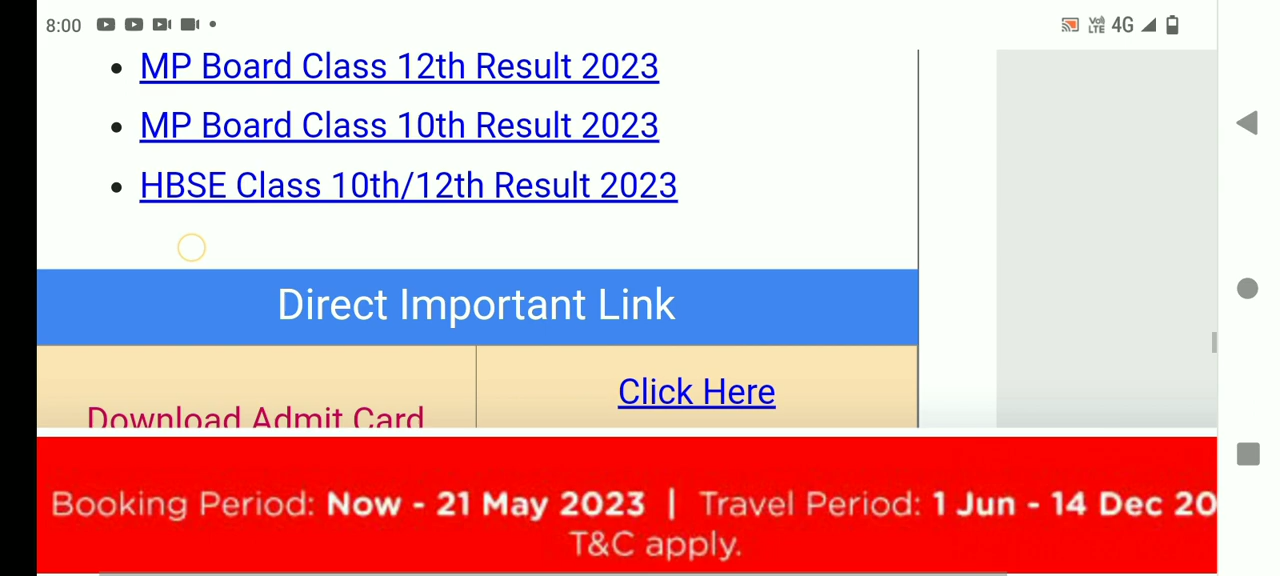 8:00
Vo) LTE 4G
MP Board Class 12th Result 2023
MP Board Class 10th Result 2023
HBSE Class 10th/12th Result 2023
Direct Important Link
Click Here
Download Admit Card
Booking Period: Now - 21 May 2023 | Travel Period: 1 Jun - 14 Dec 20
T&C apply.